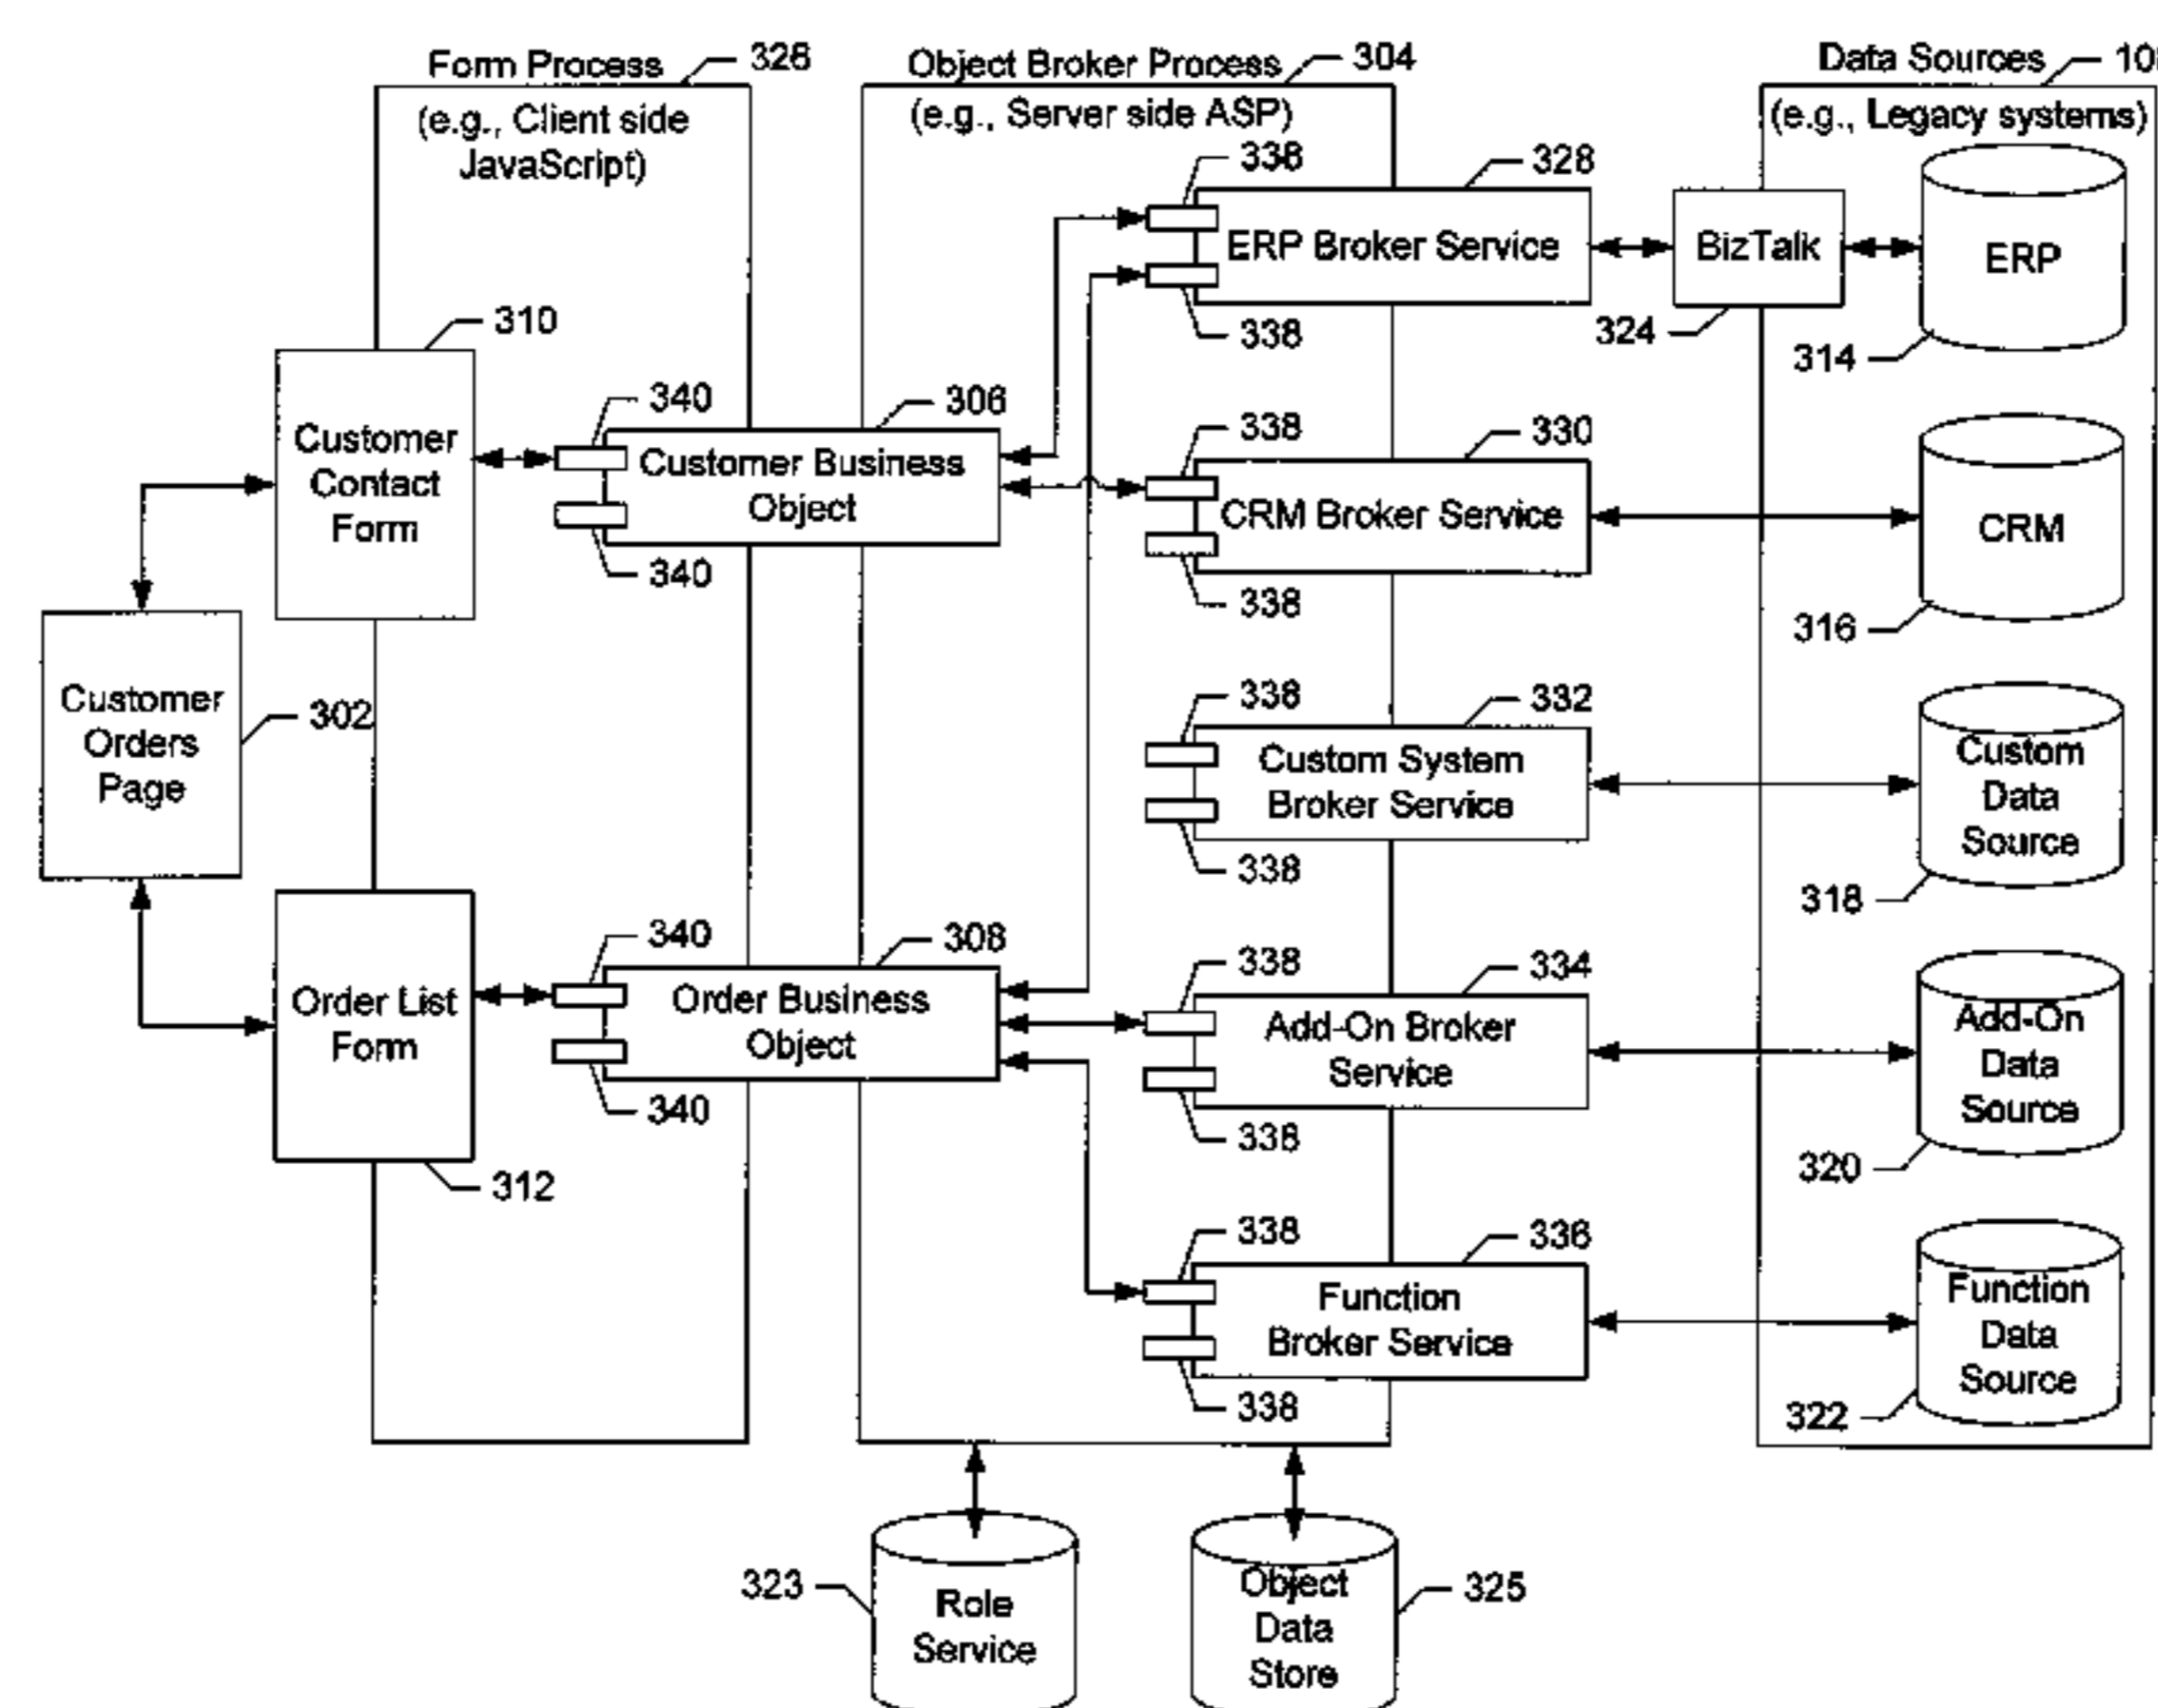 Form Process
326
(e.g., Client side
JavaScript)
Object Broker Process
304
(e.g., Server side ASP)
Data Sources
(e.g., Legacy systems)
338
328
ERP Broker Service
338
BizTalk
324
ERP
314
310
Customer
Contact
Form
340
306
Customer Business
Object
340
338
330
CRM Broker Service
338
CRM
316
Customer
Orders
Page
302
338
332
Custom System
Broker Service
338
Custom
Data
Source
318
Order List
Form
312
340
308
Order Business
Object
340
338
334
Add-On Broker
Service
338
Add-On
Data
Source
320
338
336
Function
Broker Service
338
Function
Data
Source
322
323
Role
Service
Object
Data
Store
325